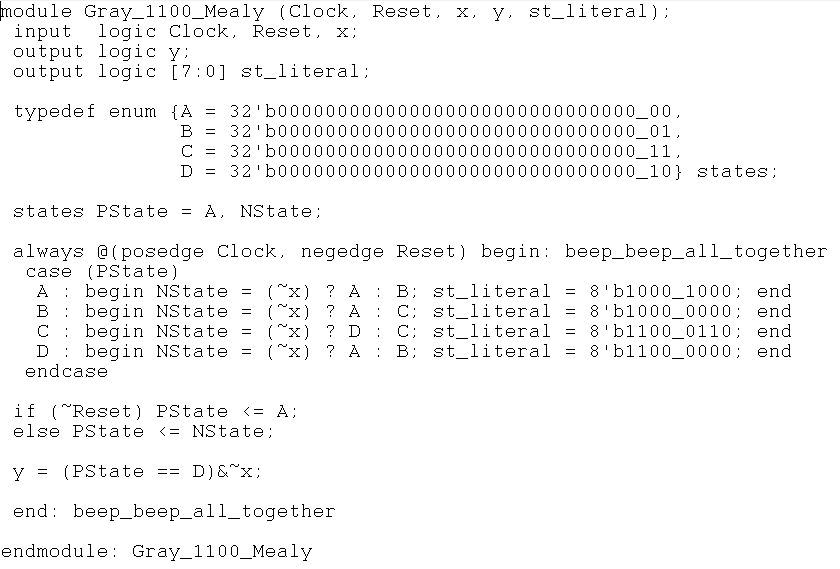 module Gray_1100_Mealy (Clock, Reset, x, y, st_literal);
 input  logic Clock, Reset, x;
 output logic y;
 output logic [7:0] st_literal;
 typedef enum {A = 32'b000000000000000000000000000000_00,
               B = 32'b000000000000000000000000000000_01,
               C = 32'b000000000000000000000000000000_11,
               D = 32'b000000000000000000000000000000_10} states;
 states PState = A, NState;
 always @(posedge Clock, negedge Reset) begin: beep_beep_all_together
  case (PState)
   A : begin NState = (~x) ? A : B; st_literal = 8'b1000_1000; end
   B : begin NState = (~x) ? A : C; st_literal = 8'b1000_0000; end
   C : begin NState = (~x) ? D : C; st_literal = 8'b1100_0110; end
   D : begin NState = (~x) ? A : B; st_literal = 8'b1100_0000; end
  endcase
 if (~Reset) PState <= A;
 else PState <= NState;
 y = (PState == D)&~x;
 end: beep_beep_all_together
endmodule: Gray_1100_Mealy